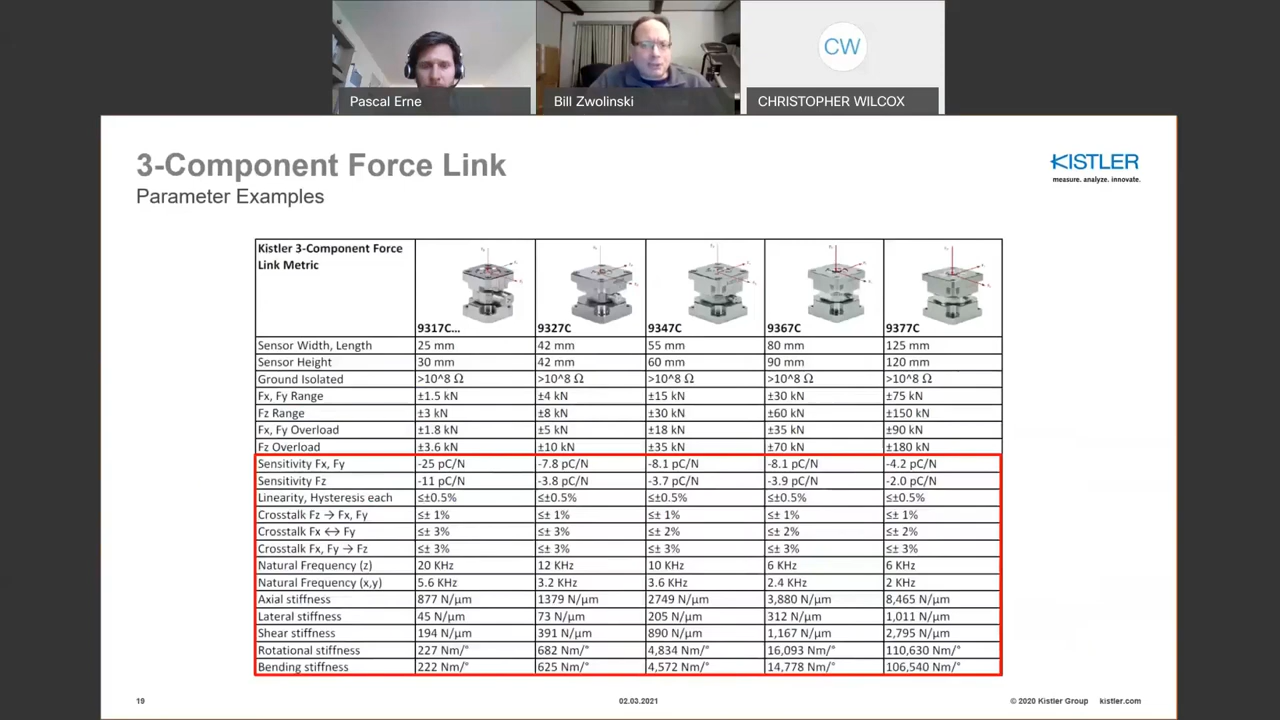 CW
Pascal Erne
Bill Zwolinski
CHRISTOPHER WILCOX
3-Component Force Link
Parameter Examples
KISTLER
measure. analyze. innovate.
Kistler 3-Component Force Link Metric 9317C... 9327C 9347C 9367C 9377C
Sensor Width, Length 25 mm 42 mm 55 mm 80 mm 125 mm
Sensor Height 30 mm 42 mm 60 mm 90 mm 120 mm
Ground Isolated >10^8 Ω >10^8 Ω >10^8 Ω >10^8 Ω >10^8 Ω
Fx, Fy Range ±1.5 kN ±4 kN ±15 kN ±30 kN ±75 kN
Fz Range ±3 kN ±8 kN ±30 kN ±60 kN ±150 kN
Fx, Fy Overload ±1.8 kN ±5 kN ±18 kN ±35 kN ±90 kN
Fz Overload ±3.6 kN ±10 kN ±35 kN ±70 kN ±180 kN
Sensitivity Fx, Fy -25 pC/N -7.8 pC/N -8.1 pC/N -8.1 pC/N -4.2 pC/N
Sensitivity Fz -11 pC/N -3.8 pC/N -3.7 pC/N -3.9 pC/N -2.0 pC/N
Linearity, Hysteresis each ≤±0.5% ≤±0.5% ≤±0.5% ≤±0.5% ≤±0.5%
Crosstalk Fz → Fx, Fy ≤± 1% ≤± 1% ≤± 1% ≤± 1% ≤± 1%
Crosstalk Fx ↔ Fy ≤± 3% ≤± 3% ≤± 2% ≤± 2% ≤± 2%
Crosstalk Fx, Fy → Fz ≤± 3% ≤± 3% ≤± 3% ≤± 3% ≤± 3%
Natural Frequency (z) 20 KHz 12 KHz 10 KHz 6 KHz 6 KHz
Natural Frequency (x,y) 5.6 KHz 3.2 KHz 3.6 KHz 2.4 KHz 2 KHz
Axial stiffness 877 N/µm 1379 N/µm 2749 N/µm 3,880 N/µm 8,465 N/µm
Lateral stiffness 45 N/µm 73 N/µm 205 N/µm 312 N/µm 1,011 N/µm
Shear stiffness 194 N/µm 391 N/µm 890 N/µm 1,167 N/µm 2,795 N/µm
Rotational stiffness 227 Nm/° 682 Nm/° 4,834 Nm/° 16,093 Nm/° 110,630 Nm/°
Bending stiffness 222 Nm/° 625 Nm/° 4,572 Nm/° 14,778 Nm/° 106,540 Nm/°
19 02.03.2021 © 2020 Kistler Group kistler.com